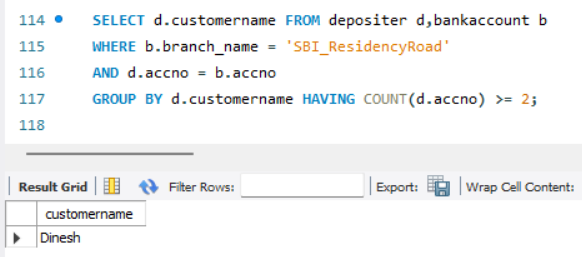 114 SELECT d.customername FROM depositer d,bankaccount b
115 WHERE b.branch_name = 'SBI_ResidencyRoad'
116 AND d.accno = b.accno
117 GROUP BY d.customername HAVING COUNT(d.accno) >= 2;
118
Result Grid Filter Rows: Export: Wrap Cell Content:
customername
Dinesh